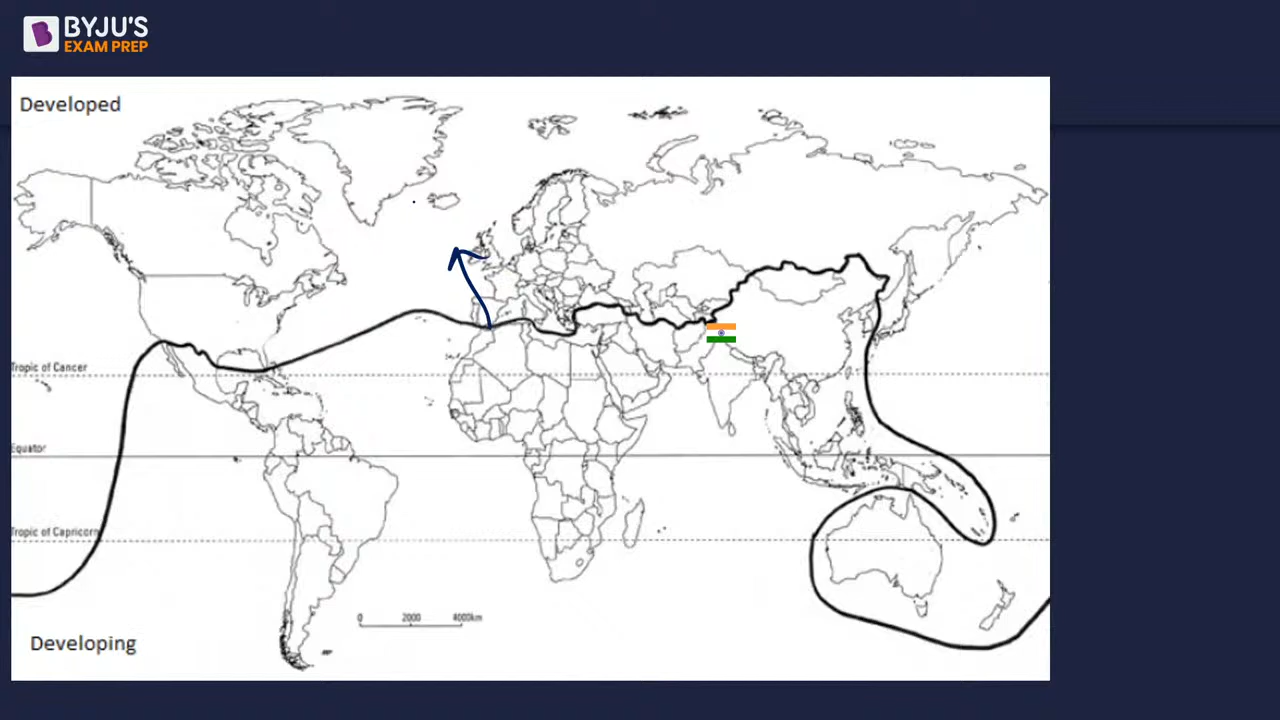 BYJU'S
EXAM PREP
Developed
Tropic of Cancer
Equator
Tropic of Capricorn
0 2000 4000km
Developing